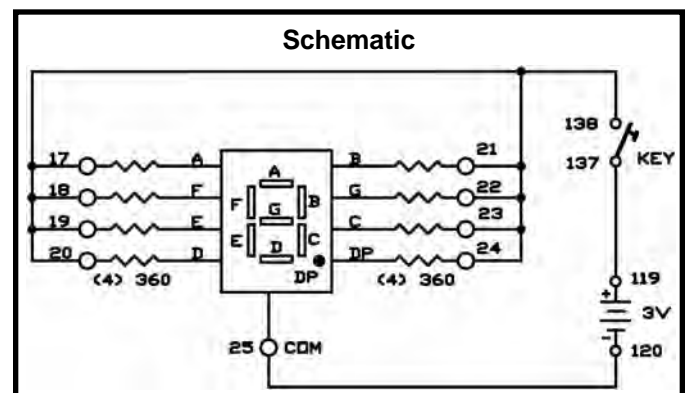 Schematic
138
137 KEY
17 A B 21
A
18 F G 22
F B
G
19 E C 23
E C
D
20 D DP 24
(4) 360 DP (4) 360
119
+
3V
-
25 COM 120